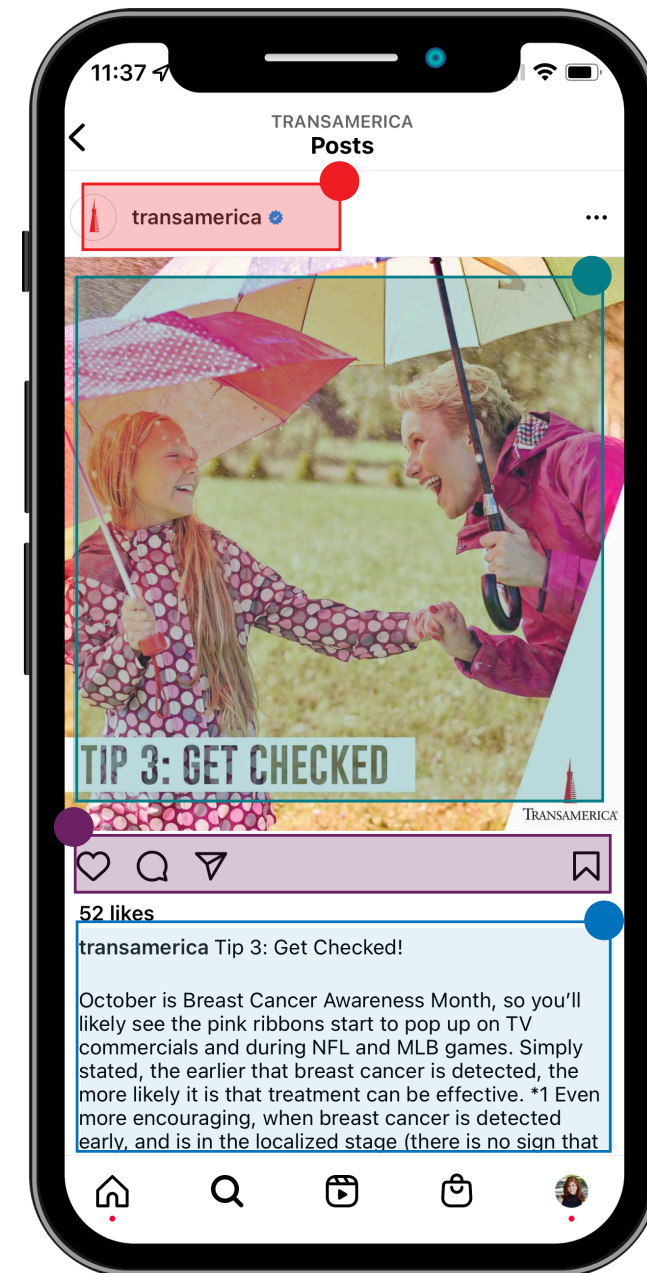 11:37
TRANSAMERICA
Posts
transamerica
TIP 3: GET CHECKED
TRANSAMERICA®
52 likes
transamerica Tip 3: Get Checked!
October is Breast Cancer Awareness Month, so you’ll
likely see the pink ribbons start to pop up on TV
commercials and during NFL and MLB games. Simply
stated, the earlier that breast cancer is detected, the
more likely it is that treatment can be effective. *1 Even
more encouraging, when breast cancer is detected
early, and is in the localized stage (there is no sign that